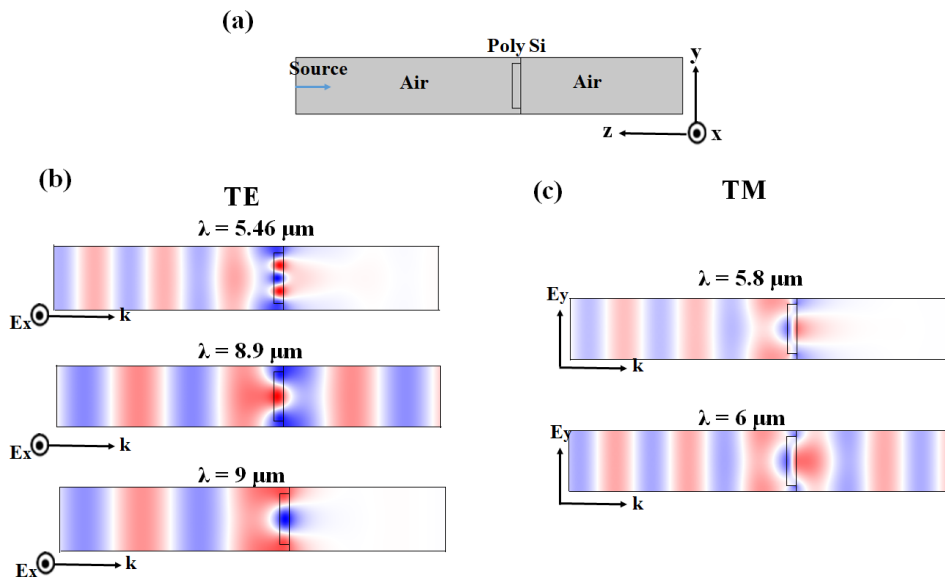 (a)
Poly Si
Source
Air
Air
y
z
x
(b)
TE
λ = 5.46 μm
Ex
k
λ = 8.9 μm
Ex
k
λ = 9 μm
Ex
k
(c)
TM
λ = 5.8 μm
Ey
k
λ = 6 μm
Ey
k